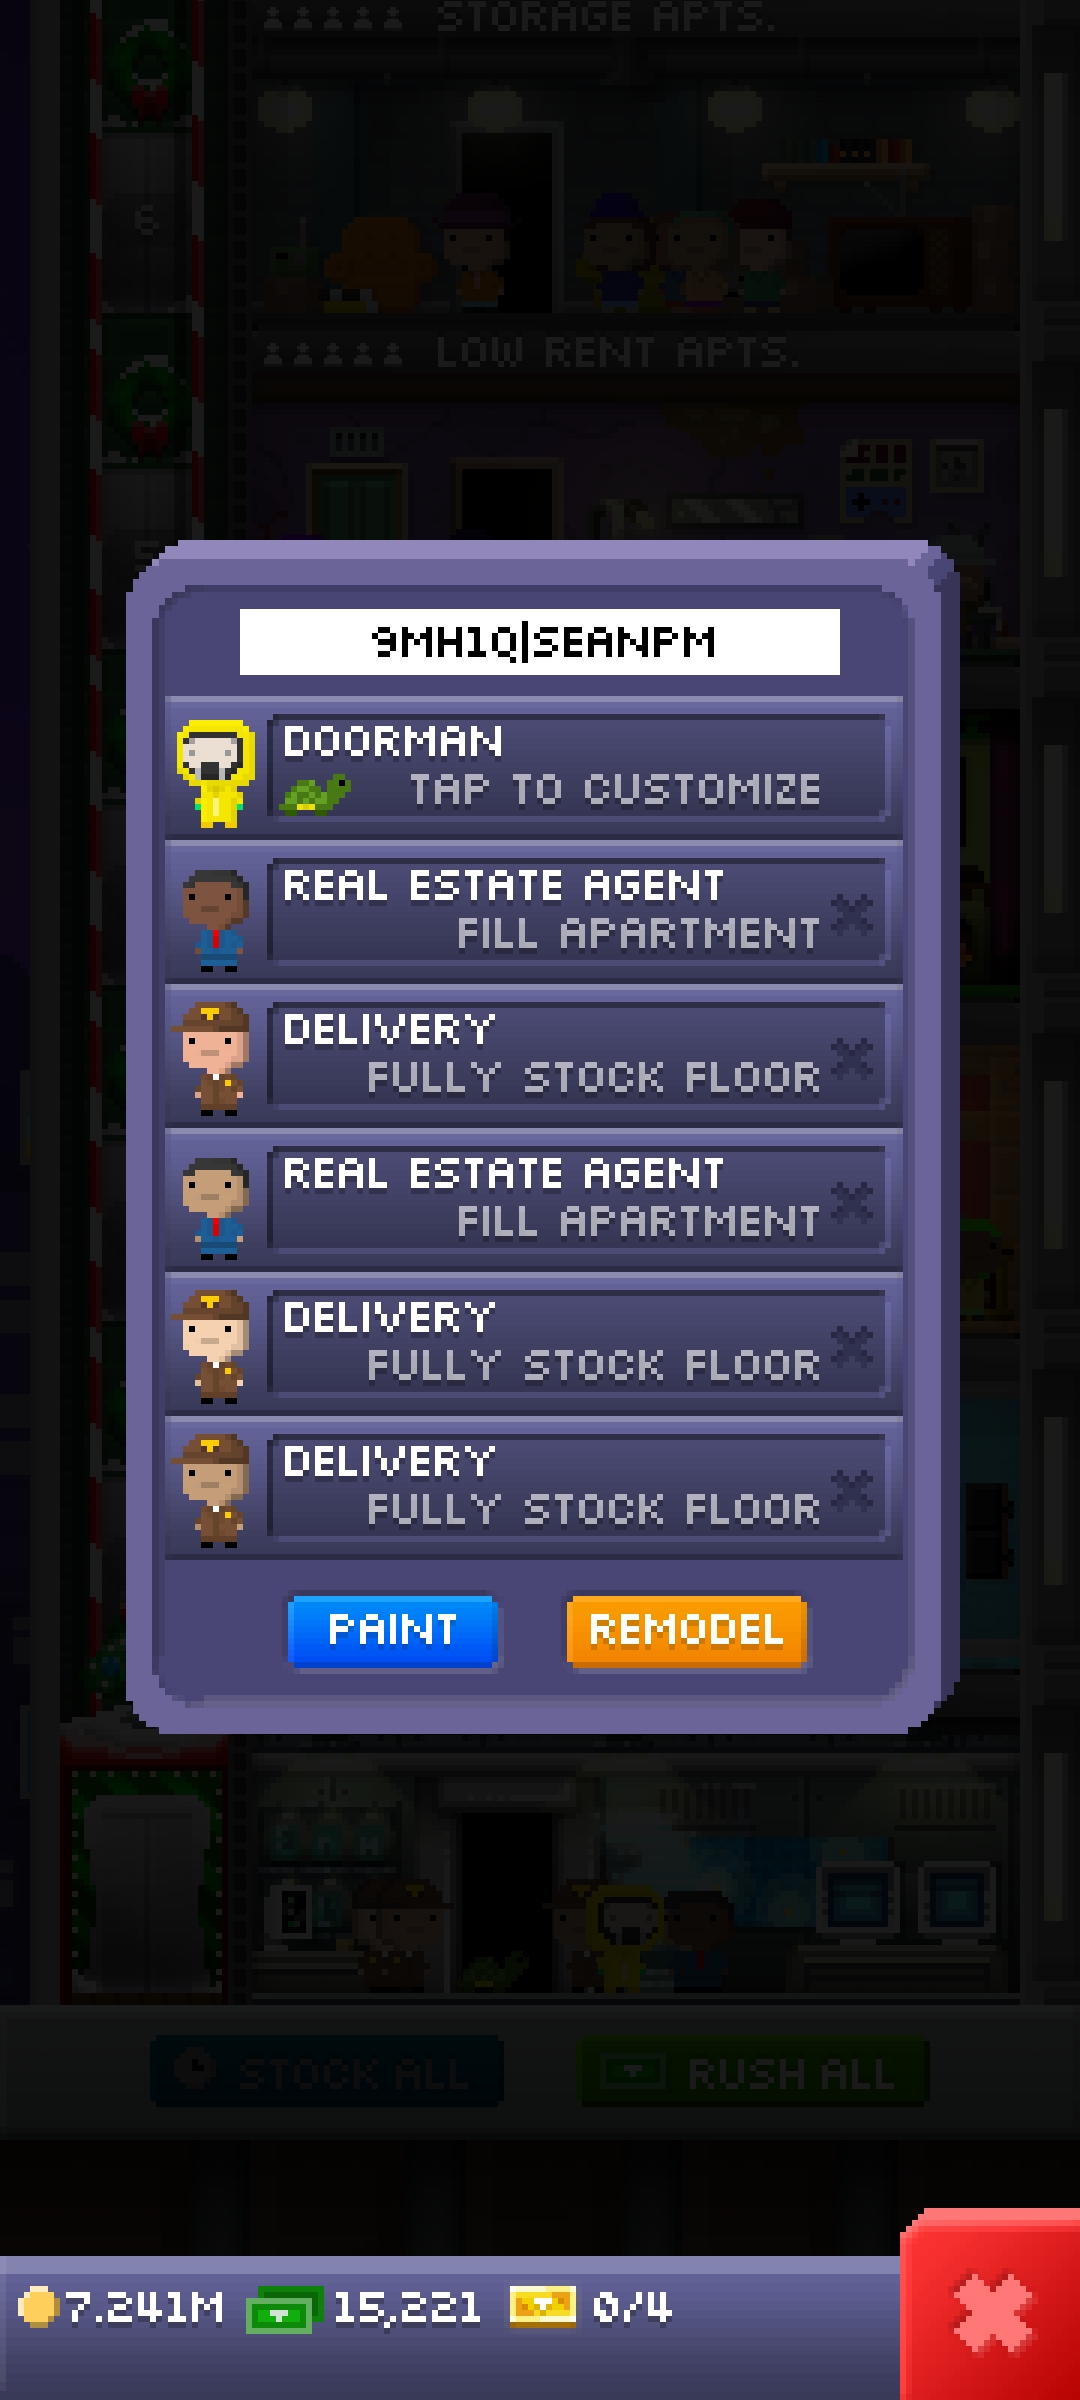 STORAGE APTS.
6
LOW RENT APTS.
9MH1Q|SEANPM
DOORMAN
TAP TO CUSTOMIZE
REAL ESTATE AGENT
FILL APARTMENT
DELIVERY
FULLY STOCK FLOOR
REAL ESTATE AGENT
FILL APARTMENT
DELIVERY
FULLY STOCK FLOOR
DELIVERY
FULLY STOCK FLOOR
PAINT REMODEL
STOCK ALL RUSH ALL
7.241M 15,221 0/4